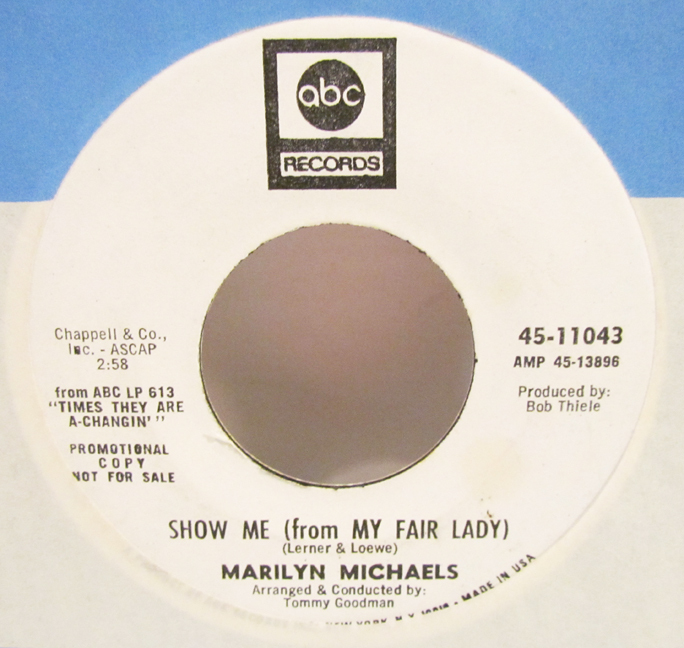 abc
RECORDS
Chappell & Co.,
Inc. - ASCAP
2:58
from ABC LP 613
"TIMES THEY ARE
A-CHANGIN'"
PROMOTIONAL
COPY
NOT FOR SALE
45-11043
AMP 45-13896
Produced by:
Bob Thiele
SHOW ME (from MY FAIR LADY)
(Lerner & Loewe)
MARILYN MICHAELS
Arranged & Conducted by:
Tommy Goodman
NEW YORK, N.Y. - MADE IN USA